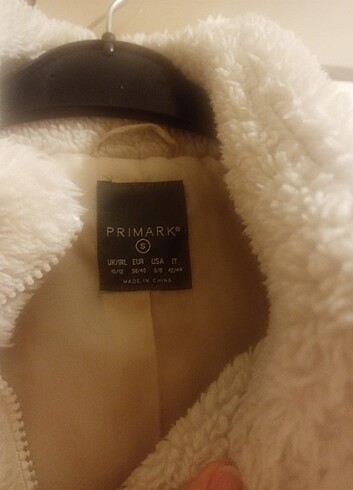 PRIMARK®
S
UK/IRL EUR USA IT
10/12 38/40 6/8 42/44
MADE IN CHINA